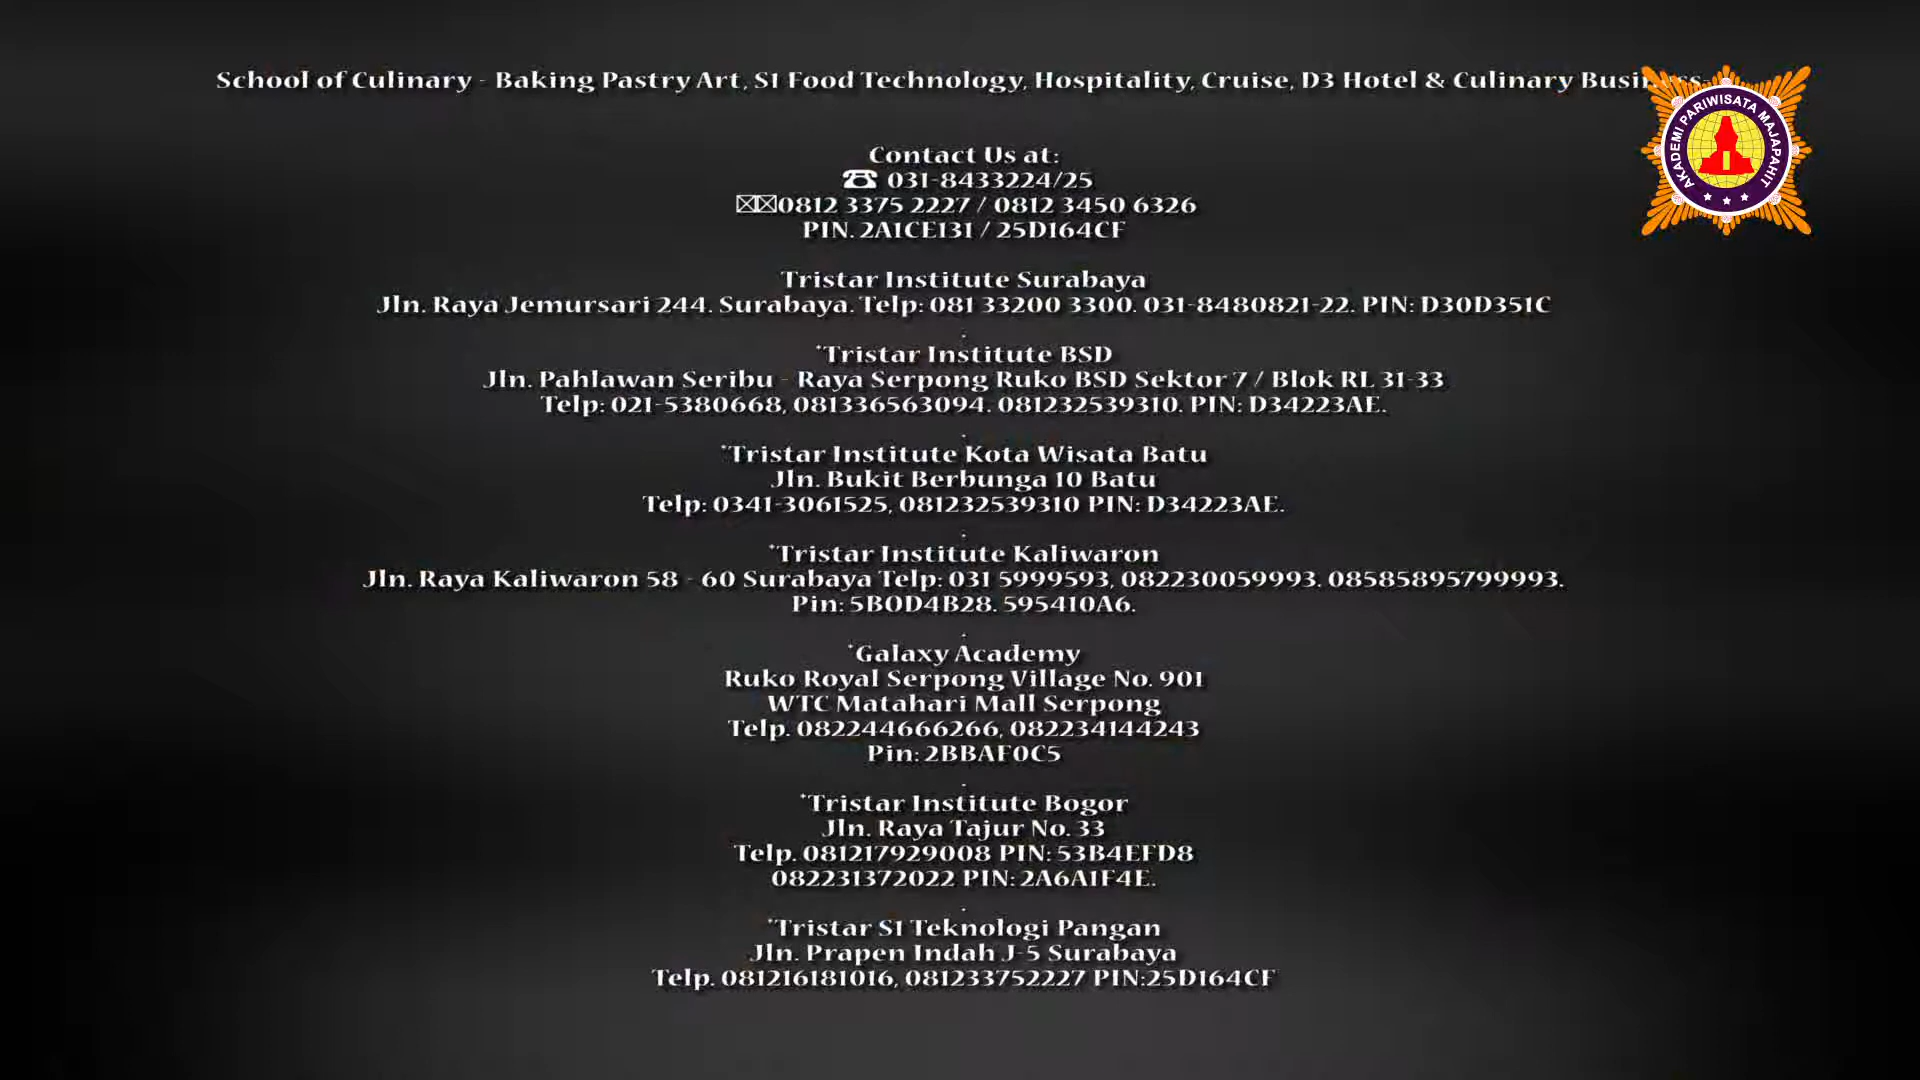 School of Culinary - Baking Pastry Art, S1 Food Technology, Hospitality, Cruise, D3 Hotel & Culinary
AKADEMI PARIWISATA MAJAPAHIT
Contact Us at:
☎ 031-8433224/25
0812 3375 2227 / 0812 3450 6326
PIN. 2A1CE131 / 25D164CF
Tristar Institute Surabaya
Jln. Raya Jemursari 244. Surabaya. Telp: 081 33200 3300. 031-8480821-22. PIN: D30D351C
.
*Tristar Institute BSD
Jln. Pahlawan Seribu - Raya Serpong Ruko BSD Sektor 7 / Blok RL 31-33
Telp: 021-5380668, 081336563094. 081232539310. PIN: D34223AE.
.
*Tristar Institute Kota Wisata Batu
Jln. Bukit Berbunga 10 Batu
Telp: 0341-3061525, 081232539310 PIN: D34223AE.
.
*Tristar Institute Kaliwaron
Jln. Raya Kaliwaron 58 - 60 Surabaya Telp: 031 5999593, 082230059993. 08585895799993.
Pin: 5B0D4B28. 595410A6.
.
*Galaxy Academy
Ruko Royal Serpong Village No. 901
WTC Matahari Mall Serpong
Telp. 082244666266, 082234144243
Pin: 2BBAF0C5
.
*Tristar Institute Bogor
Jln. Raya Tajur No. 33
Telp. 081217929008 PIN: 53B4EFD8
082231372022 PIN: 2A6A1F4E.
.
*Tristar S1 Teknologi Pangan
Jln. Prapen Indah J-5 Surabaya
Telp. 081216181016, 081233752227 PIN:25D164CF